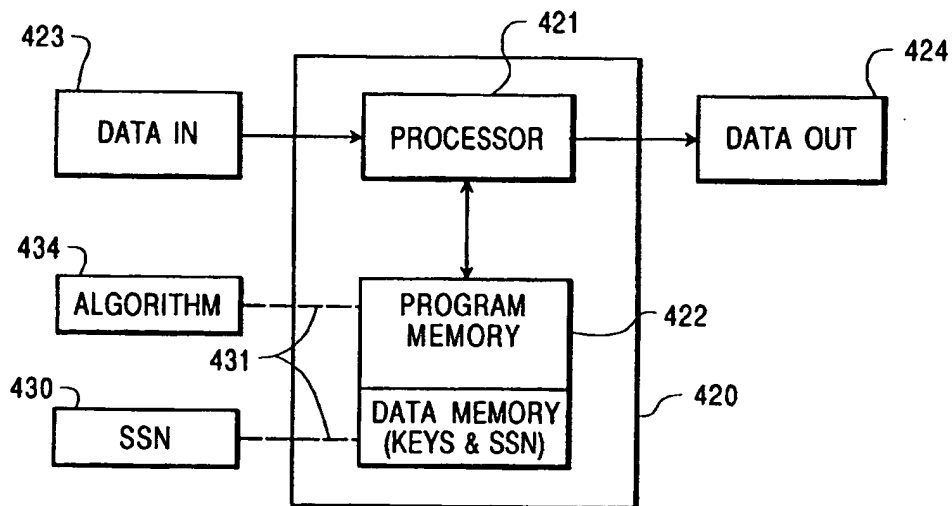 423
421
424
DATA IN
PROCESSOR
DATA OUT
434
ALGORITHM
PROGRAM
MEMORY
422
431
430
SSN
DATA MEMORY
(KEYS & SSN)
420